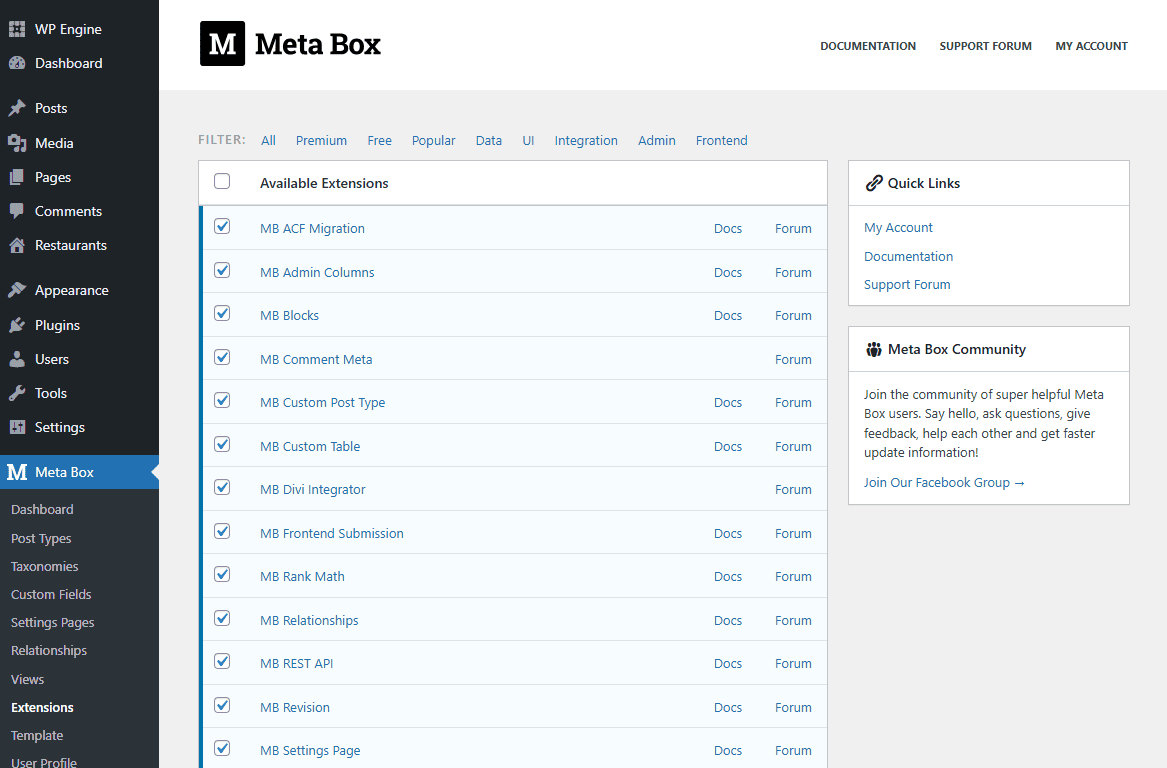 WP Engine
Dashboard
Posts
Media
Pages
Comments
Restaurants
Appearance
Plugins
Users
Tools
Settings
M Meta Box
Dashboard
Post Types
Taxonomies
Custom Fields
Settings Pages
Relationships
Views
Extensions
Template
User Profile
M Meta Box
DOCUMENTATION SUPPORT FORUM MY ACCOUNT
FILTER: All Premium Free Popular Data UI Integration Admin Frontend
Available Extensions
MB ACF Migration Docs Forum
MB Admin Columns Docs Forum
MB Blocks Docs Forum
MB Comment Meta Forum
MB Custom Post Type Docs Forum
MB Custom Table Docs Forum
MB Divi Integrator Forum
MB Frontend Submission Docs Forum
MB Rank Math Docs Forum
MB Relationships Docs Forum
MB REST API Docs Forum
MB Revision Docs Forum
MB Settings Page Docs Forum
Quick Links
My Account
Documentation
Support Forum
Meta Box Community
Join the community of super helpful Meta
Box users. Say hello, ask questions, give
feedback, help each other and get faster
update information!
Join Our Facebook Group →